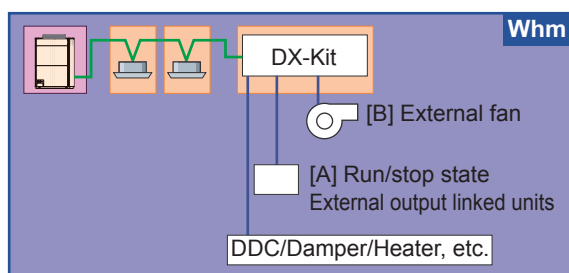 Whm
DX-Kit
[B] External fan
[A] Run/stop state
External output linked units
DDC/Damper/Heater, etc.